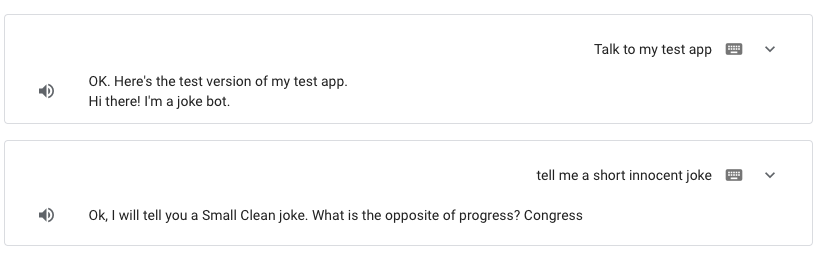 Talk to my test app
OK. Here's the test version of my test app.
Hi there! I'm a joke bot.
tell me a short innocent joke
Ok, I will tell you a Small Clean joke. What is the opposite of progress? Congress